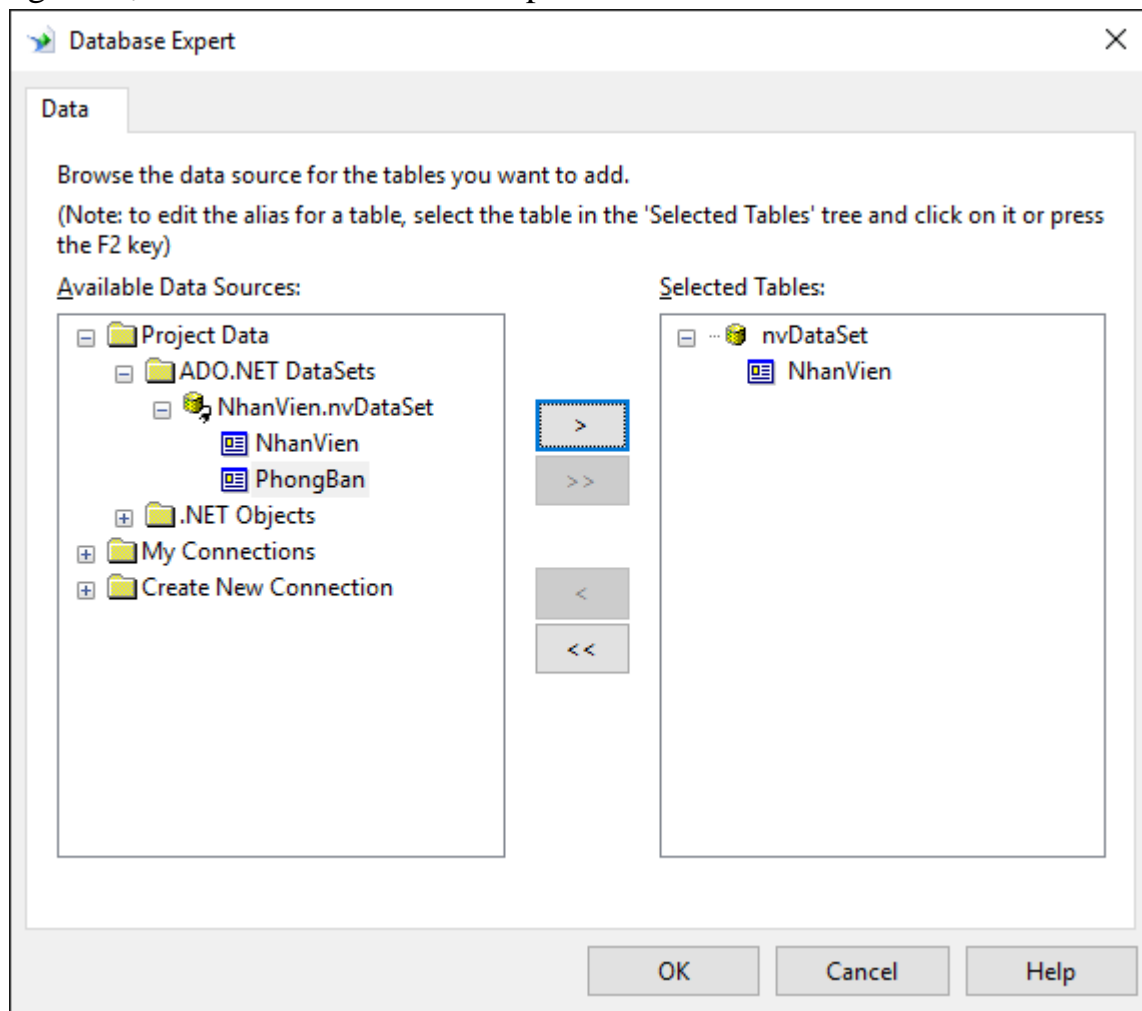 Database Expert
Data
Browse the data source for the tables you want to add.
(Note: to edit the alias for a table, select the table in the 'Selected Tables' tree and click on it or press
the F2 key)
Available Data Sources:
Selected Tables:
Project Data
ADO.NET DataSets
NhanVien.nvDataSet
NhanVien
PhongBan
.NET Objects
My Connections
Create New Connection
>
>>
<
<<
nvDataSet
NhanVien
OK
Cancel
Help